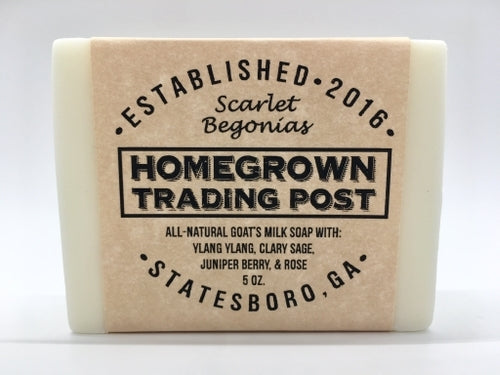 •ESTABLISHED•2016•
Scarlet
Begonias
HOMEGROWN
TRADING POST
ALL-NATURAL GOAT'S MILK SOAP WITH:
YLANG YLANG, CLARY SAGE,
JUNIPER BERRY, & ROSE
5 OZ.
•STATESBORO, GA•